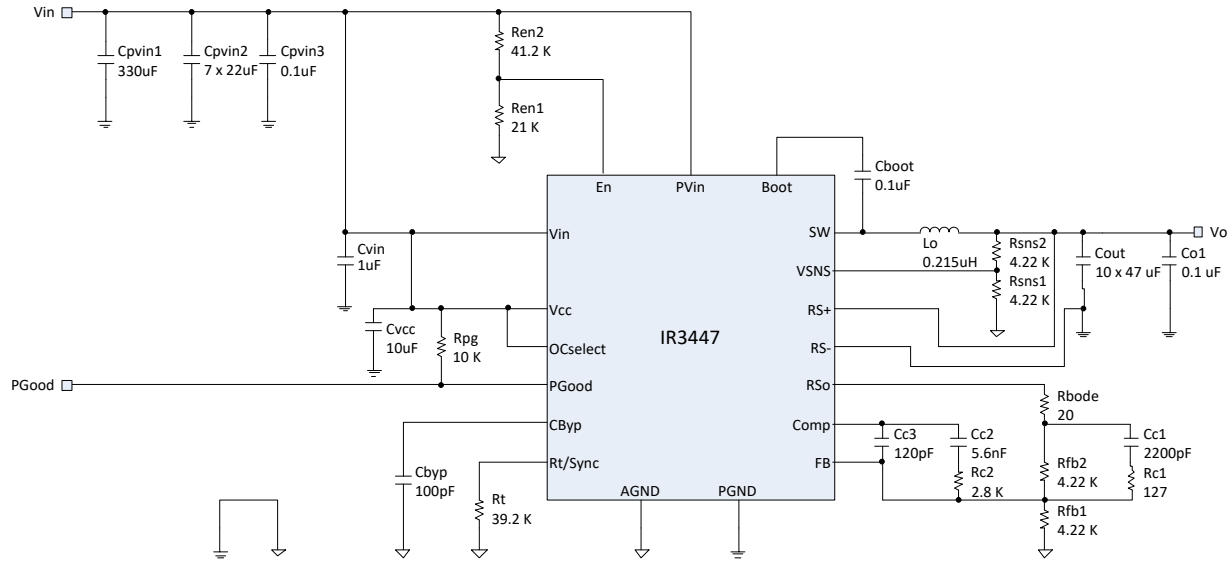 Vin
Cpvin1
330uF
Cpvin2
7 x 22uF
Cpvin3
0.1uF
Ren2
41.2 K
Ren1
21 K
Cboot
0.1uF
En
PVin
Boot
Vin
SW
Vo
Cvin
1uF
Lo
0.215uH
Rsns2
4.22 K
Cout
10 x 47 uF
Co1
0.1 uF
VSNS
Rsns1
4.22 K
Vcc
RS+
Cvcc
10uF
Rpg
10 K
IR3447
OCselect
RS-
PGood
PGood
RSo
Rbode
20
CByp
Comp
Cc3
120pF
Cc2
5.6nF
Cc1
2200pF
Rt/Sync
FB
Cbyp
100pF
Rc2
2.8 K
Rfb2
4.22 K
Rc1
127
Rt
39.2 K
AGND
PGND
Rfb1
4.22 K